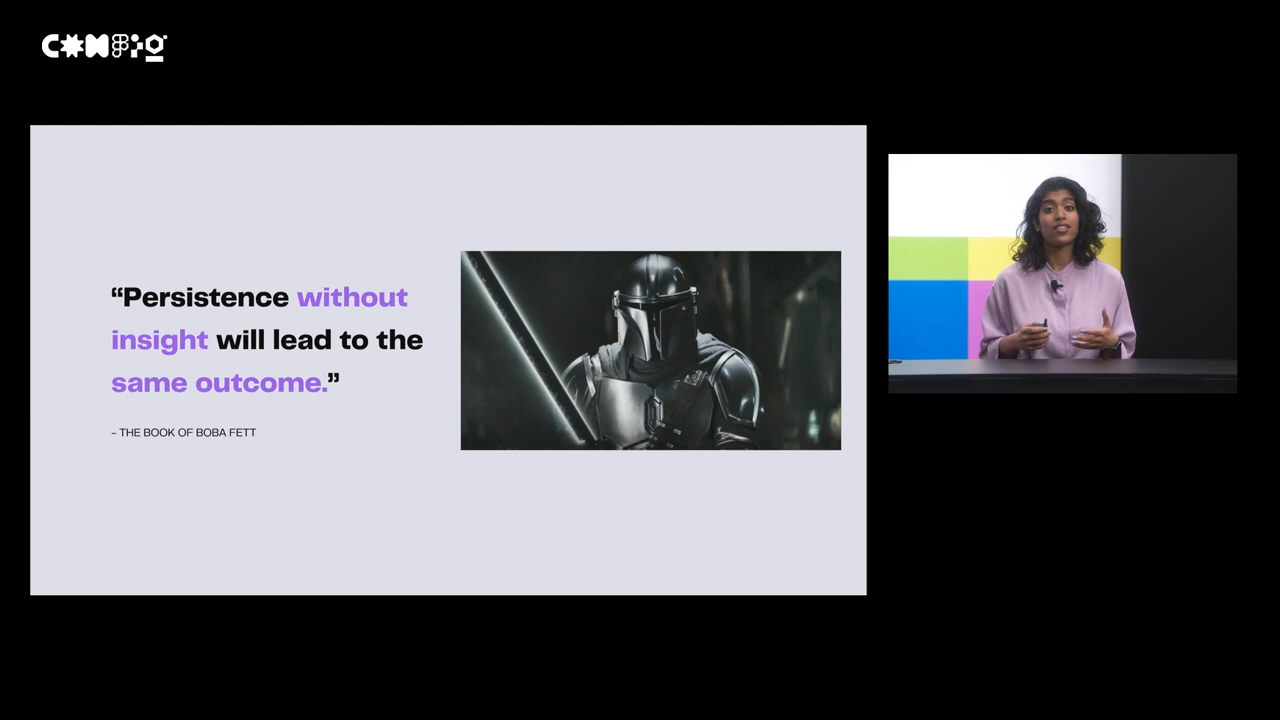 CONFIG
“Persistence without
insight will lead to the
same outcome.”
– THE BOOK OF BOBA FETT